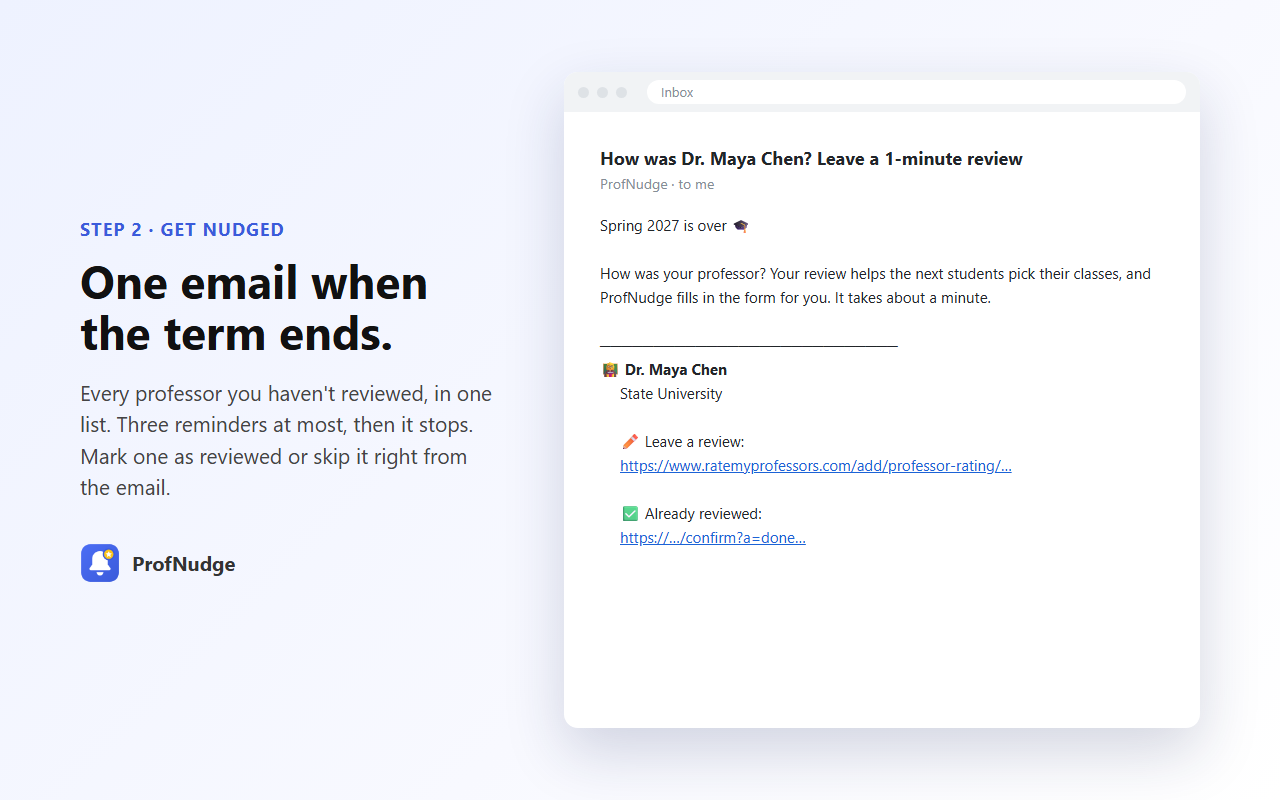 STEP 2 · GET NUDGED
One email when
the term ends.
Every professor you haven't reviewed, in one
list. Three reminders at most, then it stops.
Mark one as reviewed or skip it right from
the email.
ProfNudge
Inbox
How was Dr. Maya Chen? Leave a 1-minute review
ProfNudge · to me
Spring 2027 is over 🎓
How was your professor? Your review helps the next students pick their classes, and
ProfNudge fills in the form for you. It takes about a minute.
👩‍🏫 Dr. Maya Chen
State University
✏️ Leave a review:
https://www.ratemyprofessors.com/add/professor-rating/...
✅ Already reviewed:
https://.../confirm?a=done...